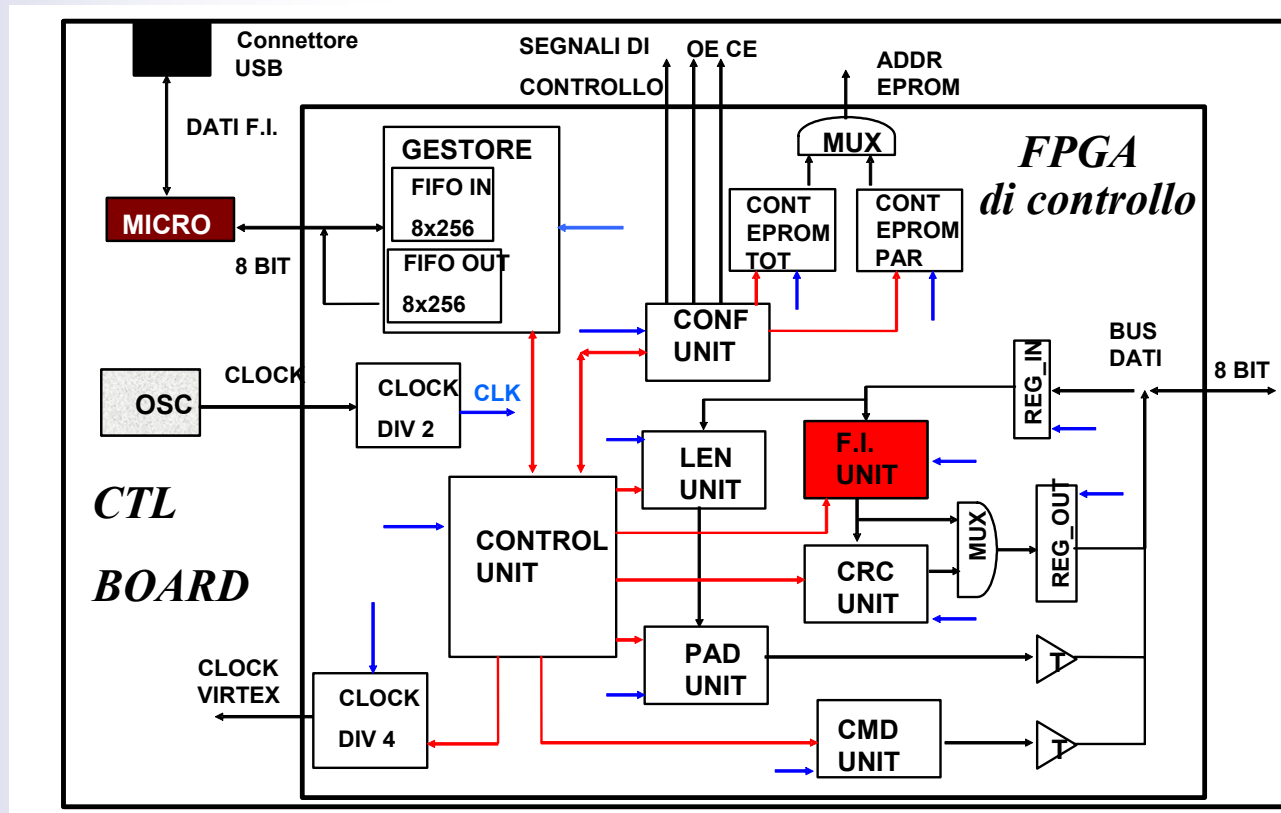 Connettore
USB
SEGNALI DI
CONTROLLO
OE CE
ADDR
EPROM
DATI F.I.
GESTORE
FIFO IN
8x256
FIFO OUT
8x256
MICRO
8 BIT
MUX
FPGA
di controllo
CONT
EPROM
TOT
CONT
EPROM
PAR
CONF
UNIT
BUS
DATI
8 BIT
REG_IN
CLOCK
OSC
CLOCK
DIV 2
CLK
LEN
UNIT
F.I.
UNIT
CTL
BOARD
CONTROL
UNIT
MUX
REG_OUT
CRC
UNIT
PAD
UNIT
T
CLOCK
VIRTEX
CLOCK
DIV 4
CMD
UNIT
T